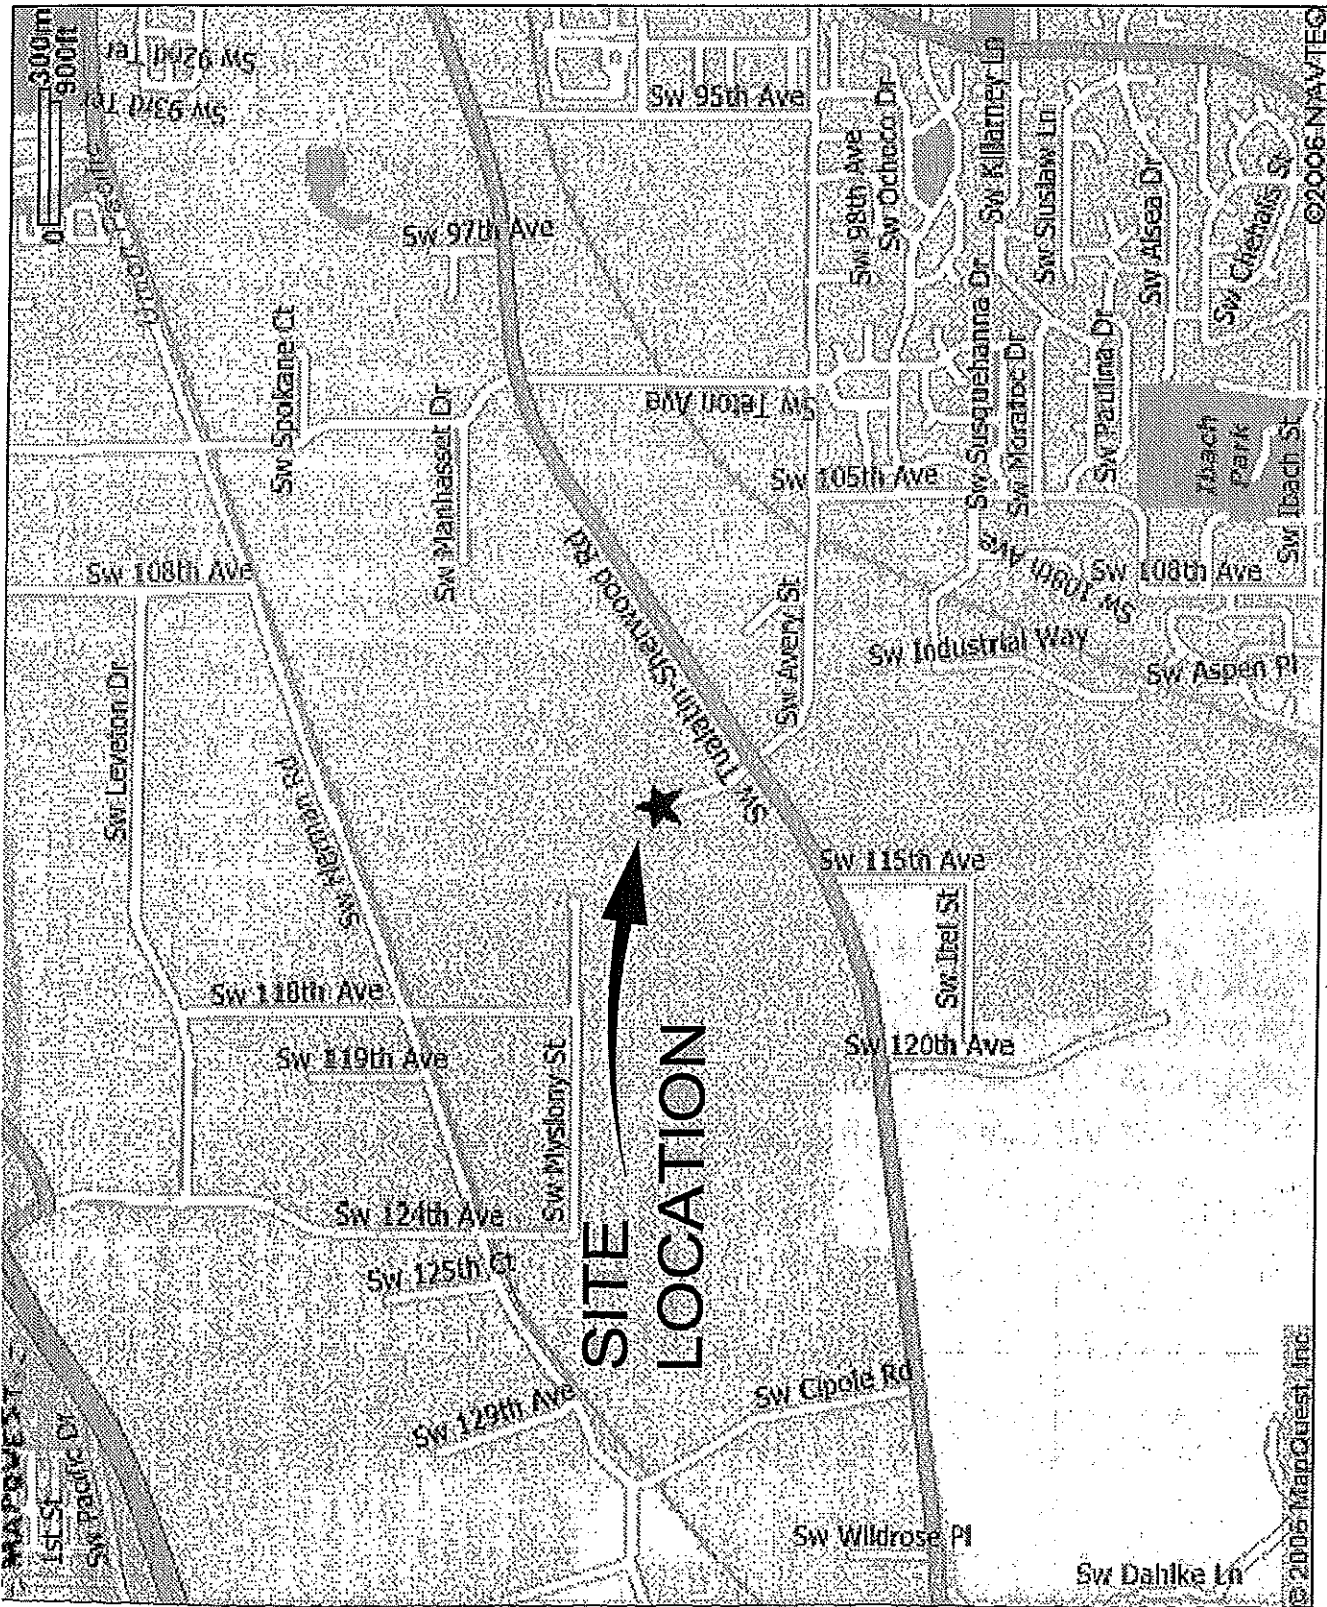 MAPQUEST
0
300m
900ft
1st St
Sw Pacific Dr
Sw 92nd Ter
Sw 93rd Ter
Sw 95th Ave
Sw 97th Ave
Sw 98th Ave
Sw Ochoco Dr
Sw Killarney Ln
Sw Siuslaw Ln
Sw Alsea Dr
Sw Chehalis St
Sw Spokane Ct
Sw Manhasset Dr
Sw Teton Ave
Sw Susquehanna Dr
Sw Moratoc Dr
Sw Paulina Dr
Ibach
Park
Sw Ibach St
Sw 105th Ave
Sw 108th Ave
Sw 108th Ave
Sw 108th Ave
Sw Leveton Dr
Sw Herman Rd
Sw Tualatin Sherwood Rd
Sw Avery St
Sw Industrial Way
Sw Aspen Pl
Sw 115th Ave
Sw Itel St
Sw 118th Ave
Sw 119th Ave
Sw Myslony St
Sw 120th Ave
Sw 124th Ave
Sw 125th Ct
SITE
LOCATION
Sw 129th Ave
Sw Cipole Rd
Sw Wildrose Pl
Sw Dahlke Ln
© 2006 MapQuest, Inc
©2006 NAVTEQ